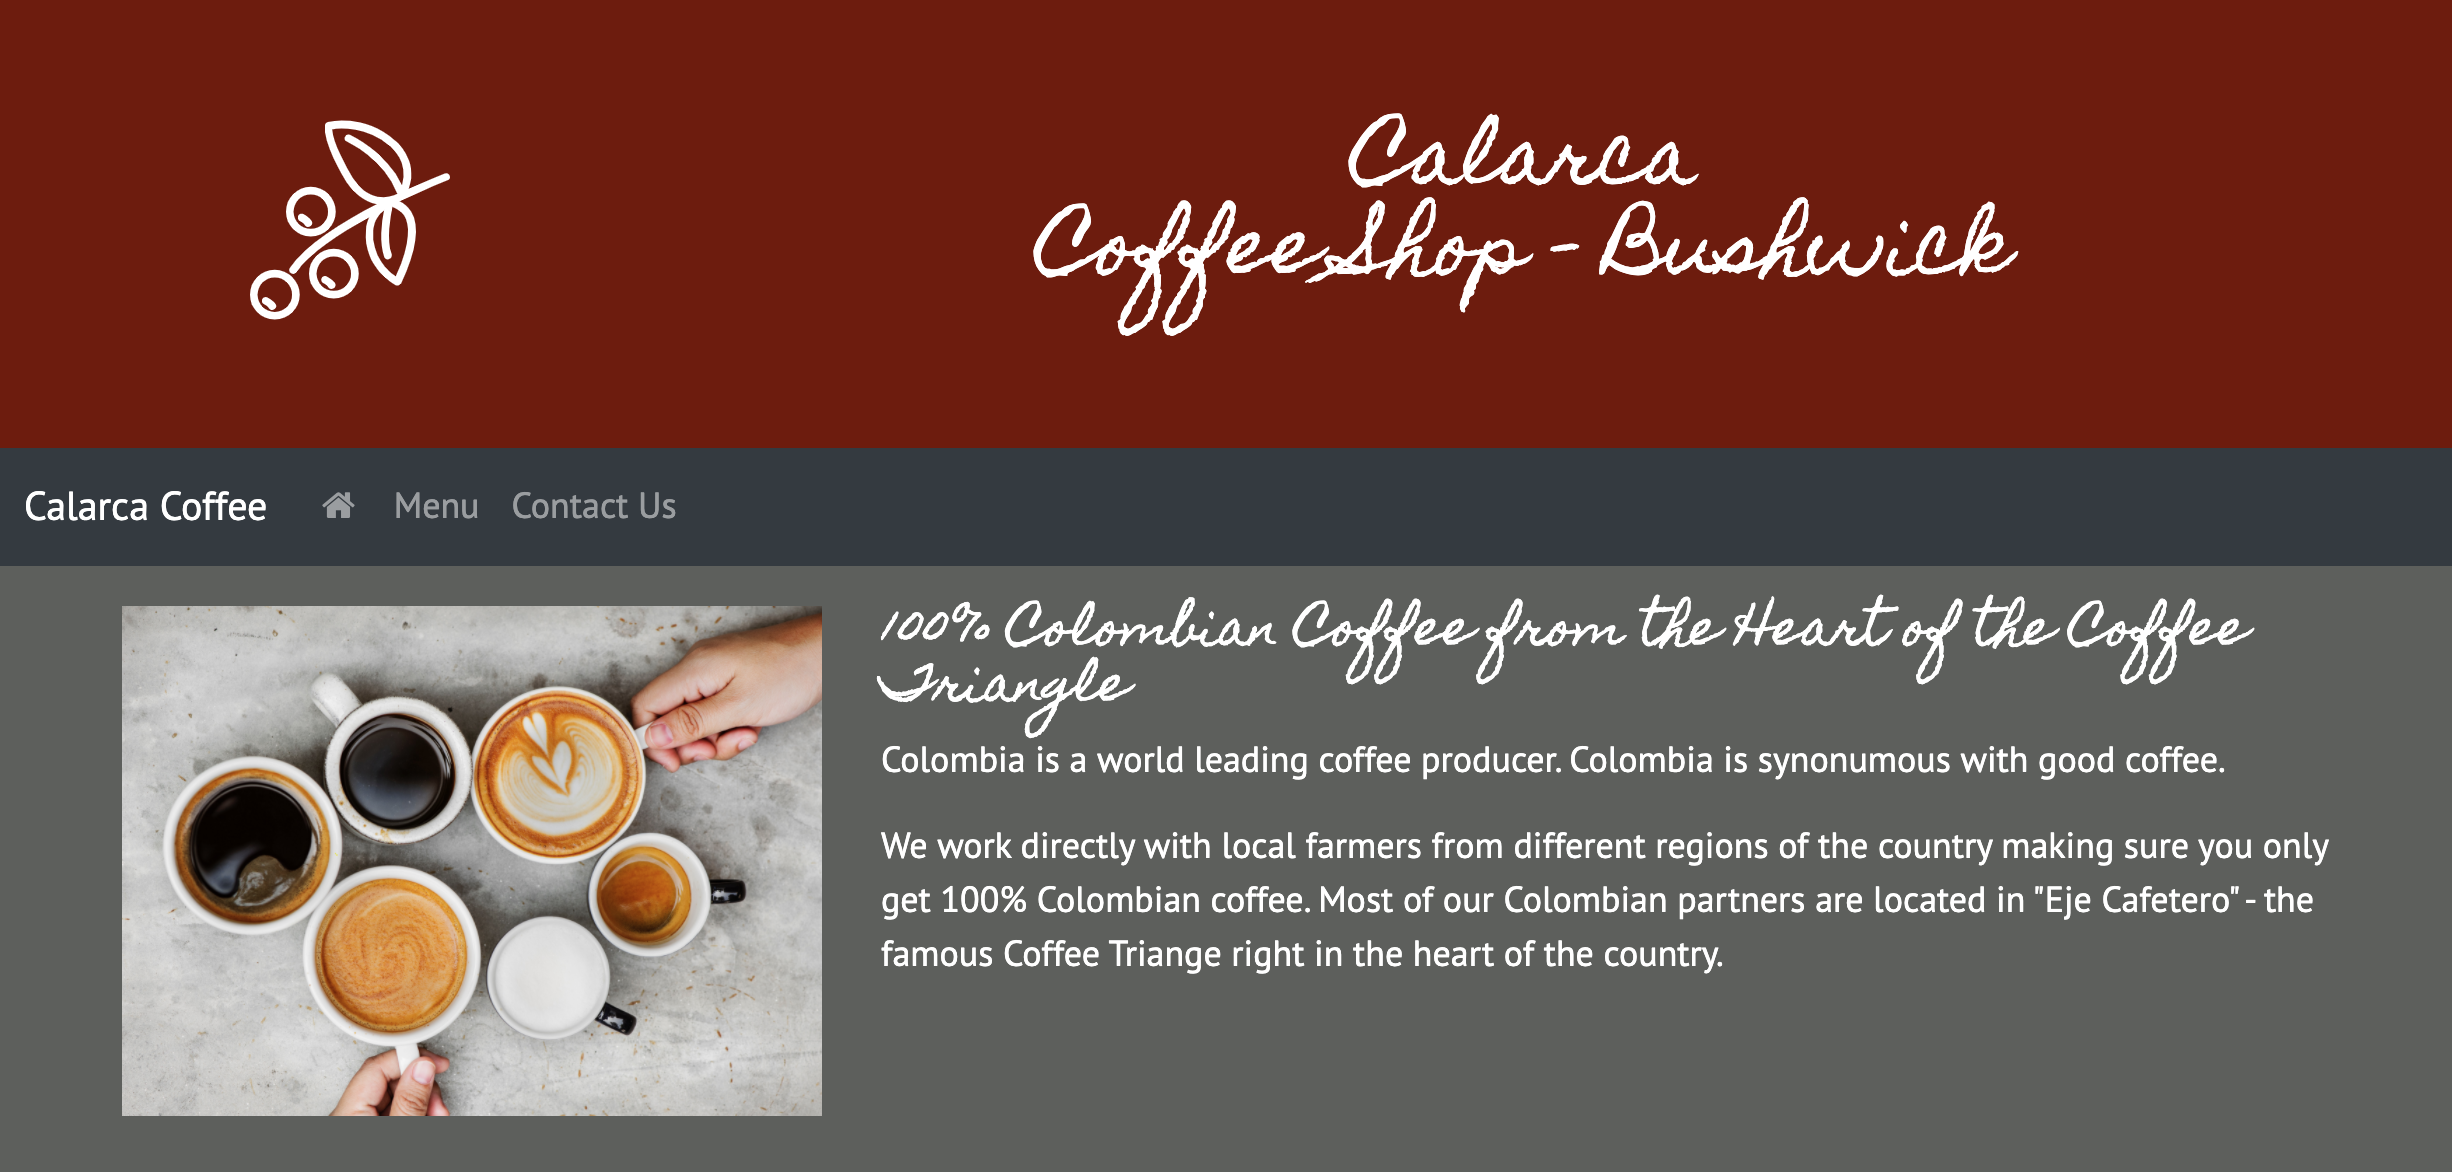 Calarca
Coffee Shop - Bushwick
Calarca Coffee Menu Contact Us
100% Colombian Coffee from the Heart of the Coffee
Triangle
Colombia is a world leading coffee producer. Colombia is synonumous with good coffee.
We work directly with local farmers from different regions of the country making sure you only
get 100% Colombian coffee. Most of our Colombian partners are located in "Eje Cafetero" - the
famous Coffee Triange right in the heart of the country.